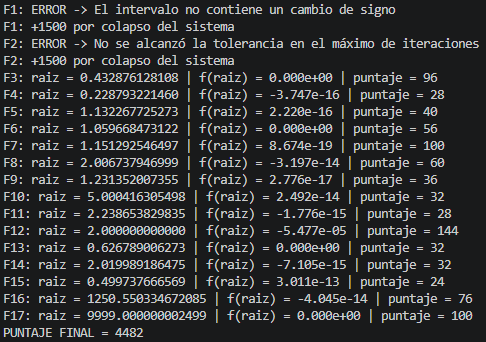 F1: ERROR -> El intervalo no contiene un cambio de signo
F1: +1500 por colapso del sistema
F2: ERROR -> No se alcanzó la tolerancia en el máximo de iteraciones
F2: +1500 por colapso del sistema
F3: raiz = 0.432876128108 | f(raiz) = 0.000e+00 | puntaje = 96
F4: raiz = 0.228793221460 | f(raiz) = -3.747e-16 | puntaje = 28
F5: raiz = 1.132267725273 | f(raiz) = 2.220e-16 | puntaje = 40
F6: raiz = 1.059668473122 | f(raiz) = 0.000e+00 | puntaje = 56
F7: raiz = 1.151292546497 | f(raiz) = 8.674e-19 | puntaje = 100
F8: raiz = 2.006737946999 | f(raiz) = -3.197e-14 | puntaje = 60
F9: raiz = 1.231352007355 | f(raiz) = 2.776e-17 | puntaje = 36
F10: raiz = 5.000416305498 | f(raiz) = 2.492e-14 | puntaje = 32
F11: raiz = 2.238653829835 | f(raiz) = -1.776e-15 | puntaje = 28
F12: raiz = 2.000000000000 | f(raiz) = -5.477e-05 | puntaje = 144
F13: raiz = 0.626789006273 | f(raiz) = 0.000e+00 | puntaje = 32
F14: raiz = 2.019989186475 | f(raiz) = -7.105e-15 | puntaje = 32
F15: raiz = 0.499737666569 | f(raiz) = 3.011e-13 | puntaje = 24
F16: raiz = 1250.550334672085 | f(raiz) = -4.045e-14 | puntaje = 76
F17: raiz = 9999.000000002499 | f(raiz) = 0.000e+00 | puntaje = 100
PUNTAJE FINAL = 4482